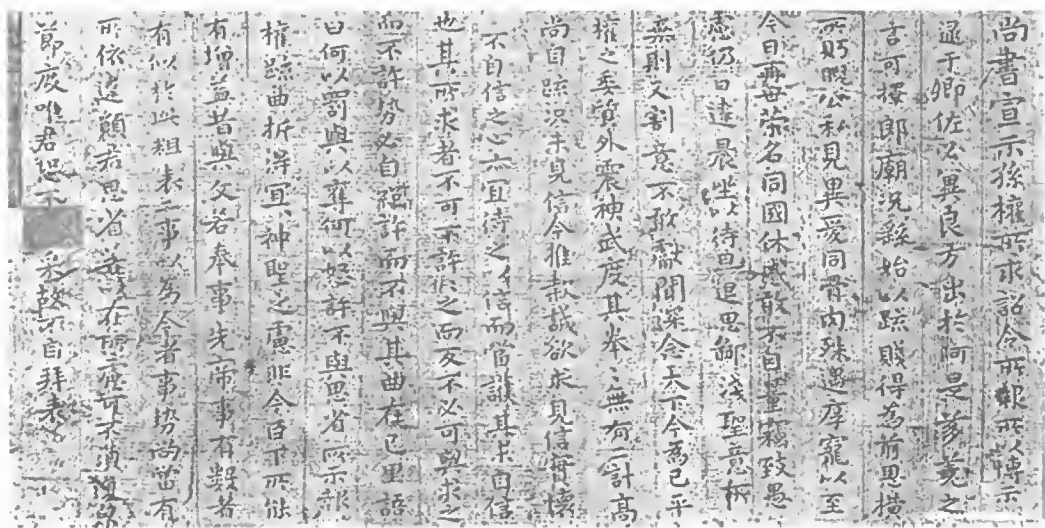 尚書宣示孫權所求詔令所報所以博示
逮于卿佐必冀良方出於阿是芻蕘之
言可擇郎廟況繇始以疏賤得為前恩橫
所眄睨公私見異愛同骨肉殊遇厚寵以至
今日再世榮名同國休慼敢不自量竊致愚
慮仍日達晨坐以待旦退思鄙淺聖意所
棄則又割意不敢獻聞深念天下今為已平
權之委質外震神武度其拳〻無有二計高
尚自疏況未見信今推款誠欲求見信實懷
不自信之心亦宜待之以信而當護其未自信
也其所求者不可不許許之而反不必可與求之
而不許勢必自絕許而不與其曲在己里語
曰何以罰與以奪何以怒許不與思省所示報
權疏曲折得宜宜神聖之慮非今臣下所能
有增益昔與文若奉事先帝事有數者
有似於此粗表二事以為今者事勢尚當有
所依違願君思省若以在所慮可不須復
節度唯君恐不采故不自拜表